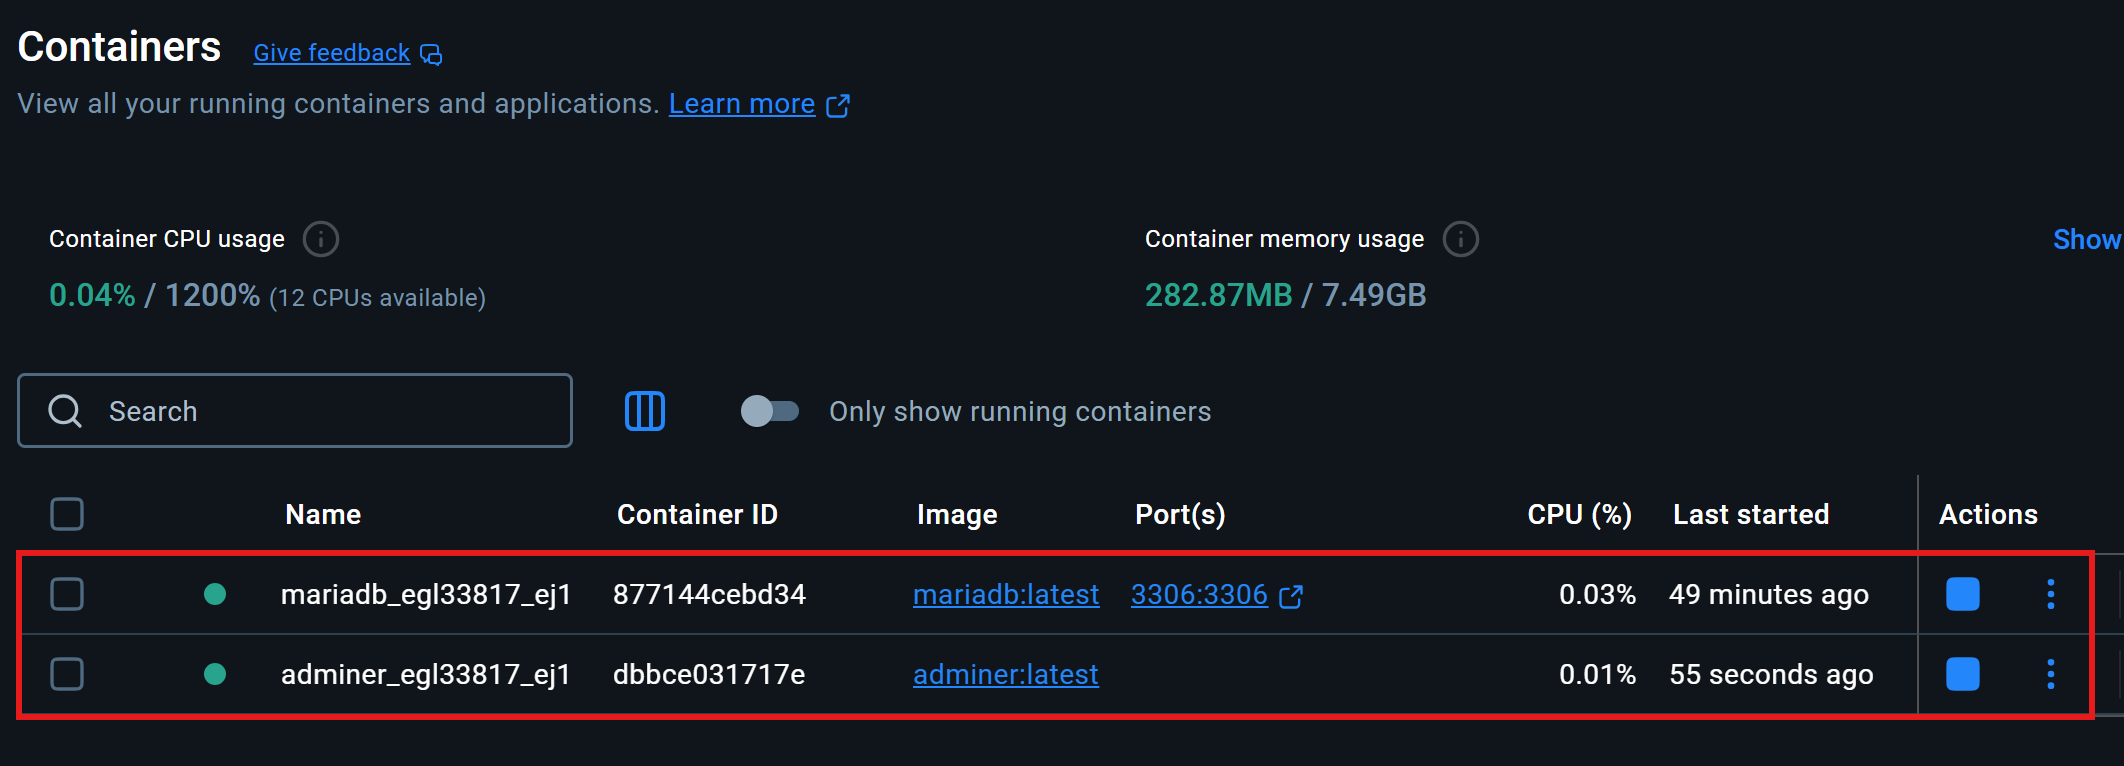 Containers Give feedback
View all your running containers and applications. Learn more
Container CPU usage Container memory usage Show
0.04% / 1200% (12 CPUs available) 282.87MB / 7.49GB
Search Only show running containers
Name Container ID Image Port(s) CPU (%) Last started Actions
mariadb_egl33817_ej1 877144cebd34 mariadb:latest 3306:3306 0.03% 49 minutes ago
adminer_egl33817_ej1 dbbce031717e adminer:latest 0.01% 55 seconds ago